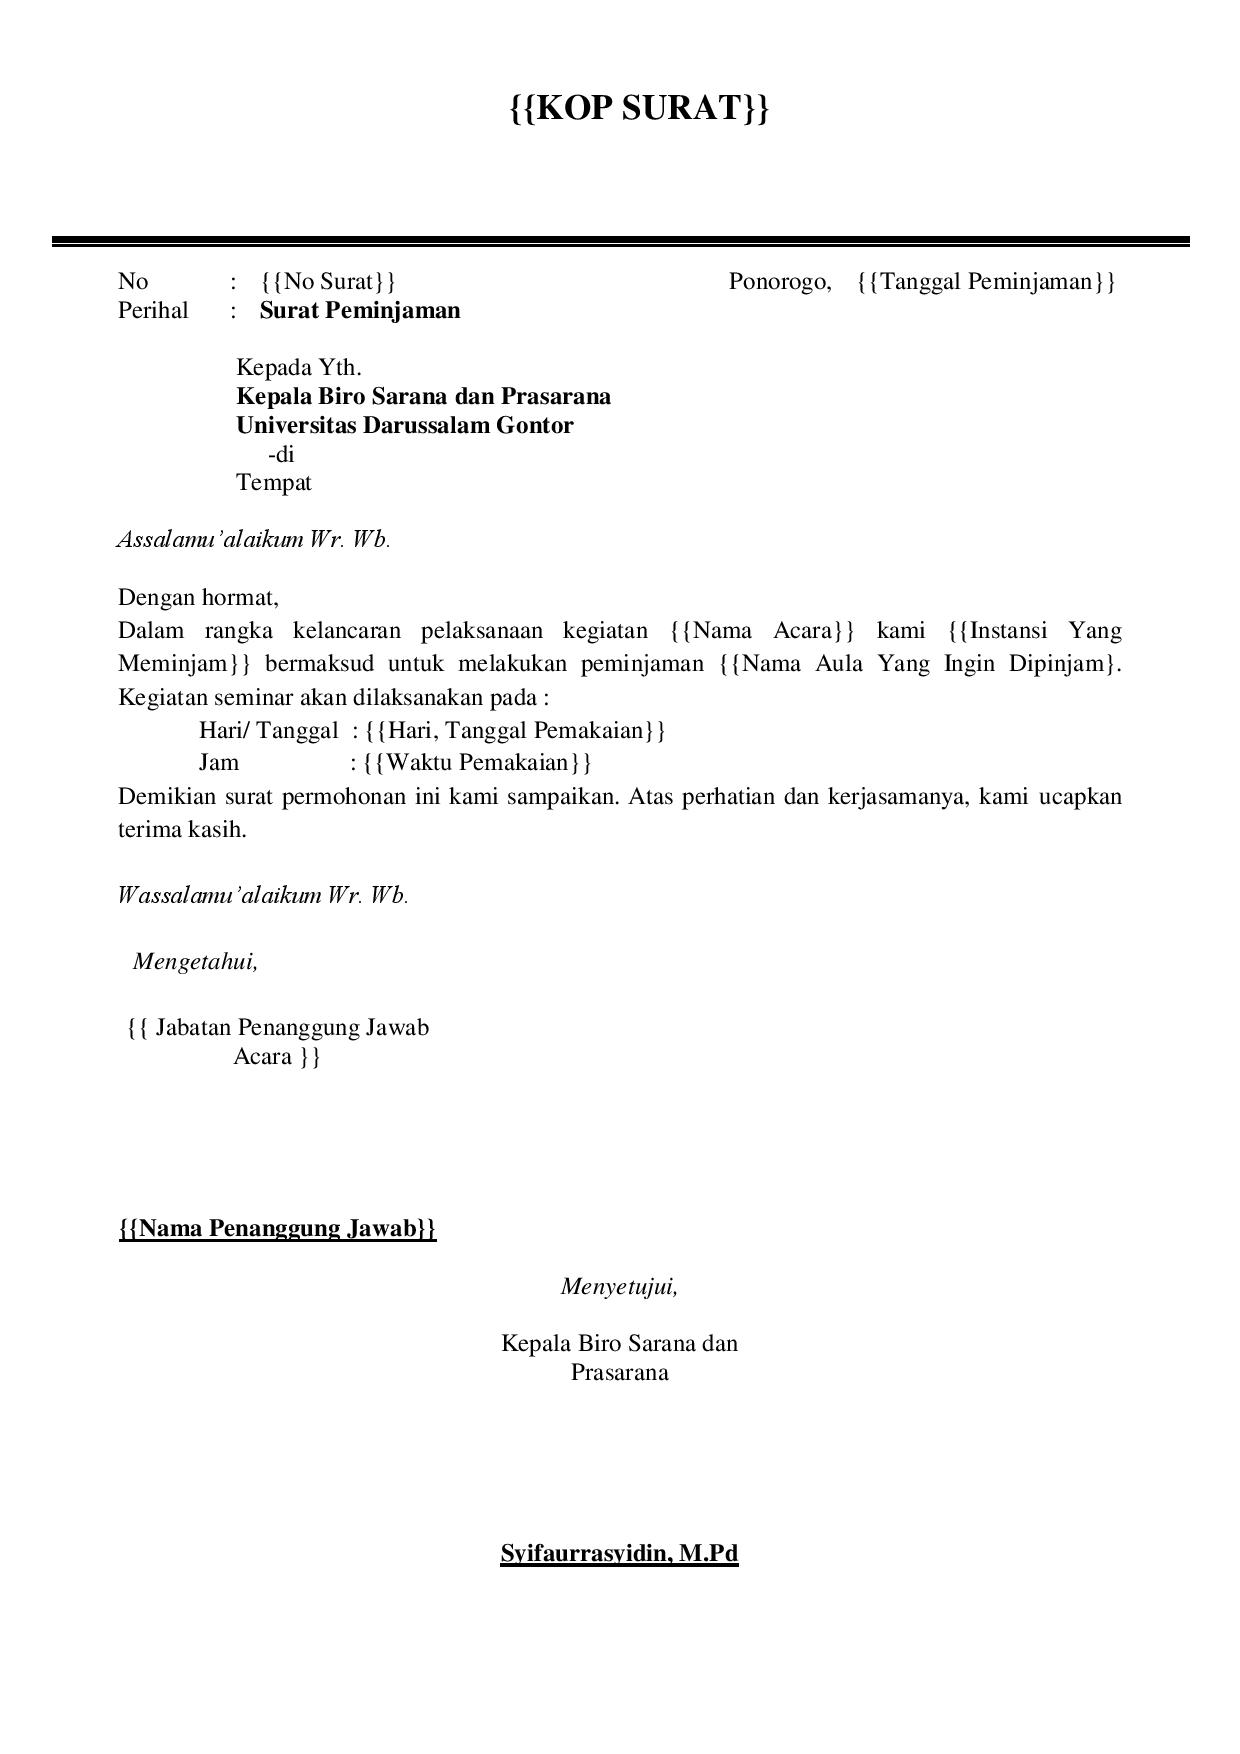 {{KOP SURAT}}
No : {{No Surat}} Ponorogo, {{Tanggal Peminjaman}}
Perihal : Surat Peminjaman
Kepada Yth.
Kepala Biro Sarana dan Prasarana
Universitas Darussalam Gontor
-di
Tempat
Assalamu’alaikum Wr. Wb.
Dengan hormat,
Dalam rangka kelancaran pelaksanaan kegiatan {{Nama Acara}} kami {{Instansi Yang
Meminjam}} bermaksud untuk melakukan peminjaman {{Nama Aula Yang Ingin Dipinjam}.
Kegiatan seminar akan dilaksanakan pada :
Hari/ Tanggal : {{Hari, Tanggal Pemakaian}}
Jam : {{Waktu Pemakaian}}
Demikian surat permohonan ini kami sampaikan. Atas perhatian dan kerjasamanya, kami ucapkan
terima kasih.
Wassalamu’alaikum Wr. Wb.
Mengetahui,
{{ Jabatan Penanggung Jawab
Acara }}
{{Nama Penanggung Jawab}}
Menyetujui,
Kepala Biro Sarana dan
Prasarana
Syifaurrasyidin, M.Pd